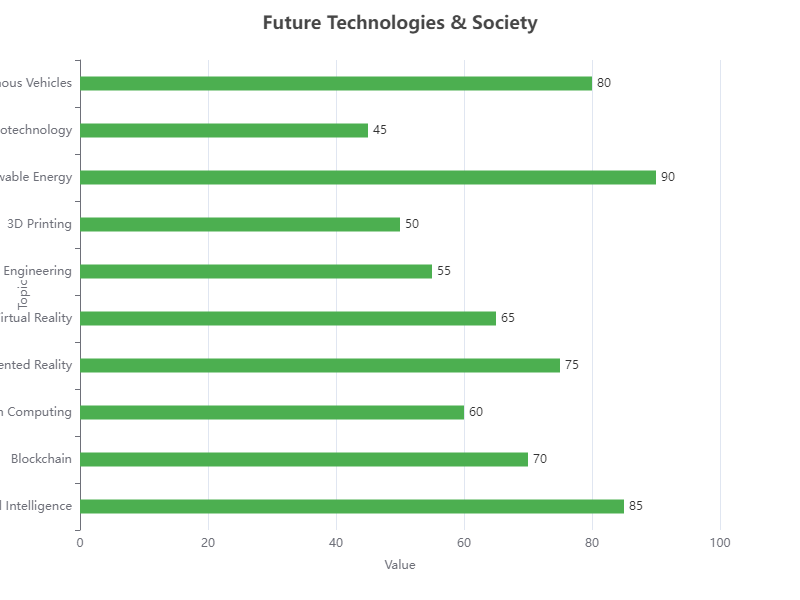 Future Technologies & Society
nous Vehicles
80
otechnology
45
wable Energy
90
3D Printing
50
Engineering
55
Topic
irtual Reality
65
ented Reality
75
n Computing
60
Blockchain
70
l Intelligence
85
0 20 40 60 80 100
Value